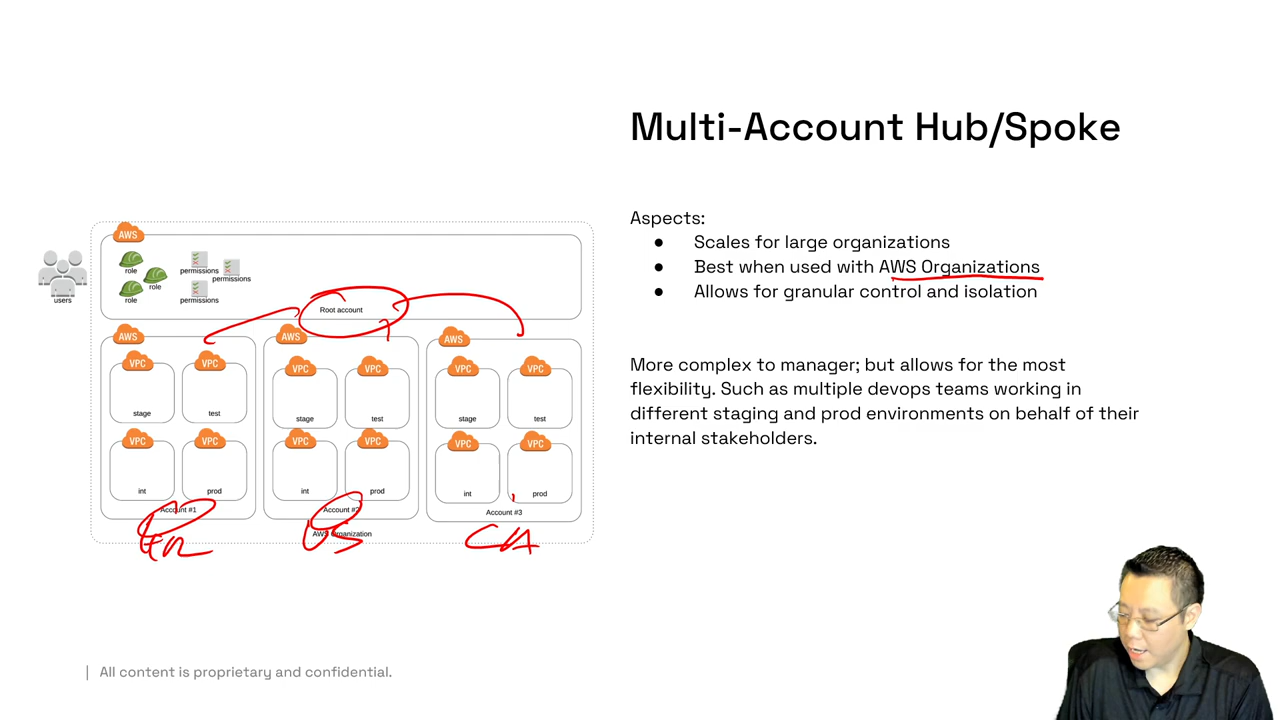 Multi-Account Hub/Spoke
Aspects:
● Scales for large organizations
● Best when used with AWS Organizations
● Allows for granular control and isolation
More complex to manager; but allows for the most
flexibility. Such as multiple devops teams working in
different staging and prod environments on behalf of their
internal stakeholders.
AWS
role
role
role
permissions
permissions
permissions
users
Root account
AWS
AWS
AWS
VPC
VPC
VPC
VPC
VPC
VPC
stage
test
stage
test
stage
test
VPC
VPC
VPC
VPC
VPC
VPC
int
prod
int
prod
int
prod
Account #1
Account #2
Account #3
AWS Organization
US
CA
| All content is proprietary and confidential.